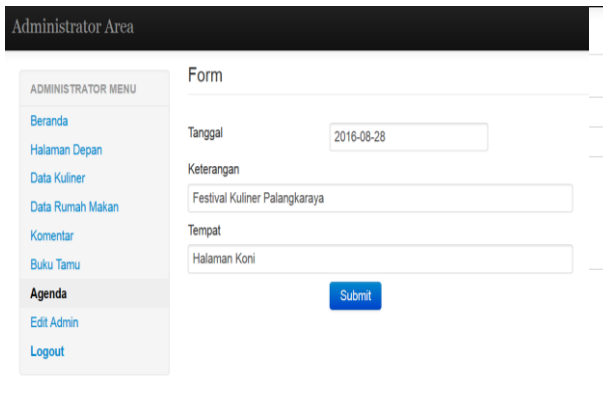 Administrator Area
ADMINISTRATOR MENU
Beranda
Halaman Depan
Data Kuliner
Data Rumah Makan
Komentar
Buku Tamu
Agenda
Edit Admin
Logout
Form
Tanggal
2016-08-28
Keterangan
Festival Kuliner Palangkaraya
Tempat
Halaman Koni
Submit